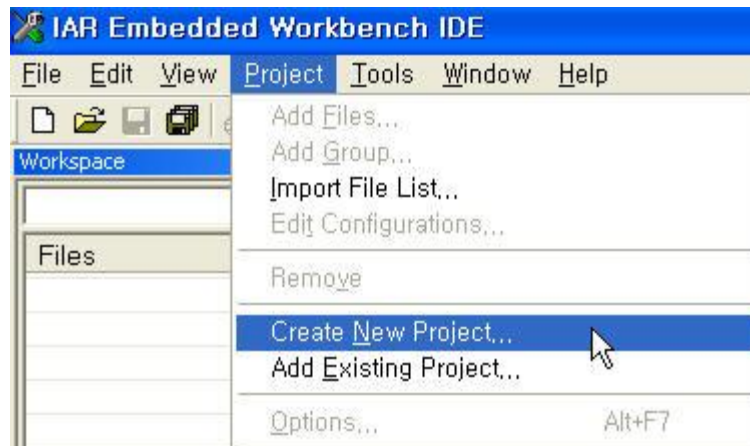 IAR Embedded Workbench IDE
File Edit View Project Tools Window Help
Add Files...
Workspace
Add Group...
Import File List...
Edit Configurations...
Files
Remove
Create New Project...
Add Existing Project...
Options... Alt+F7